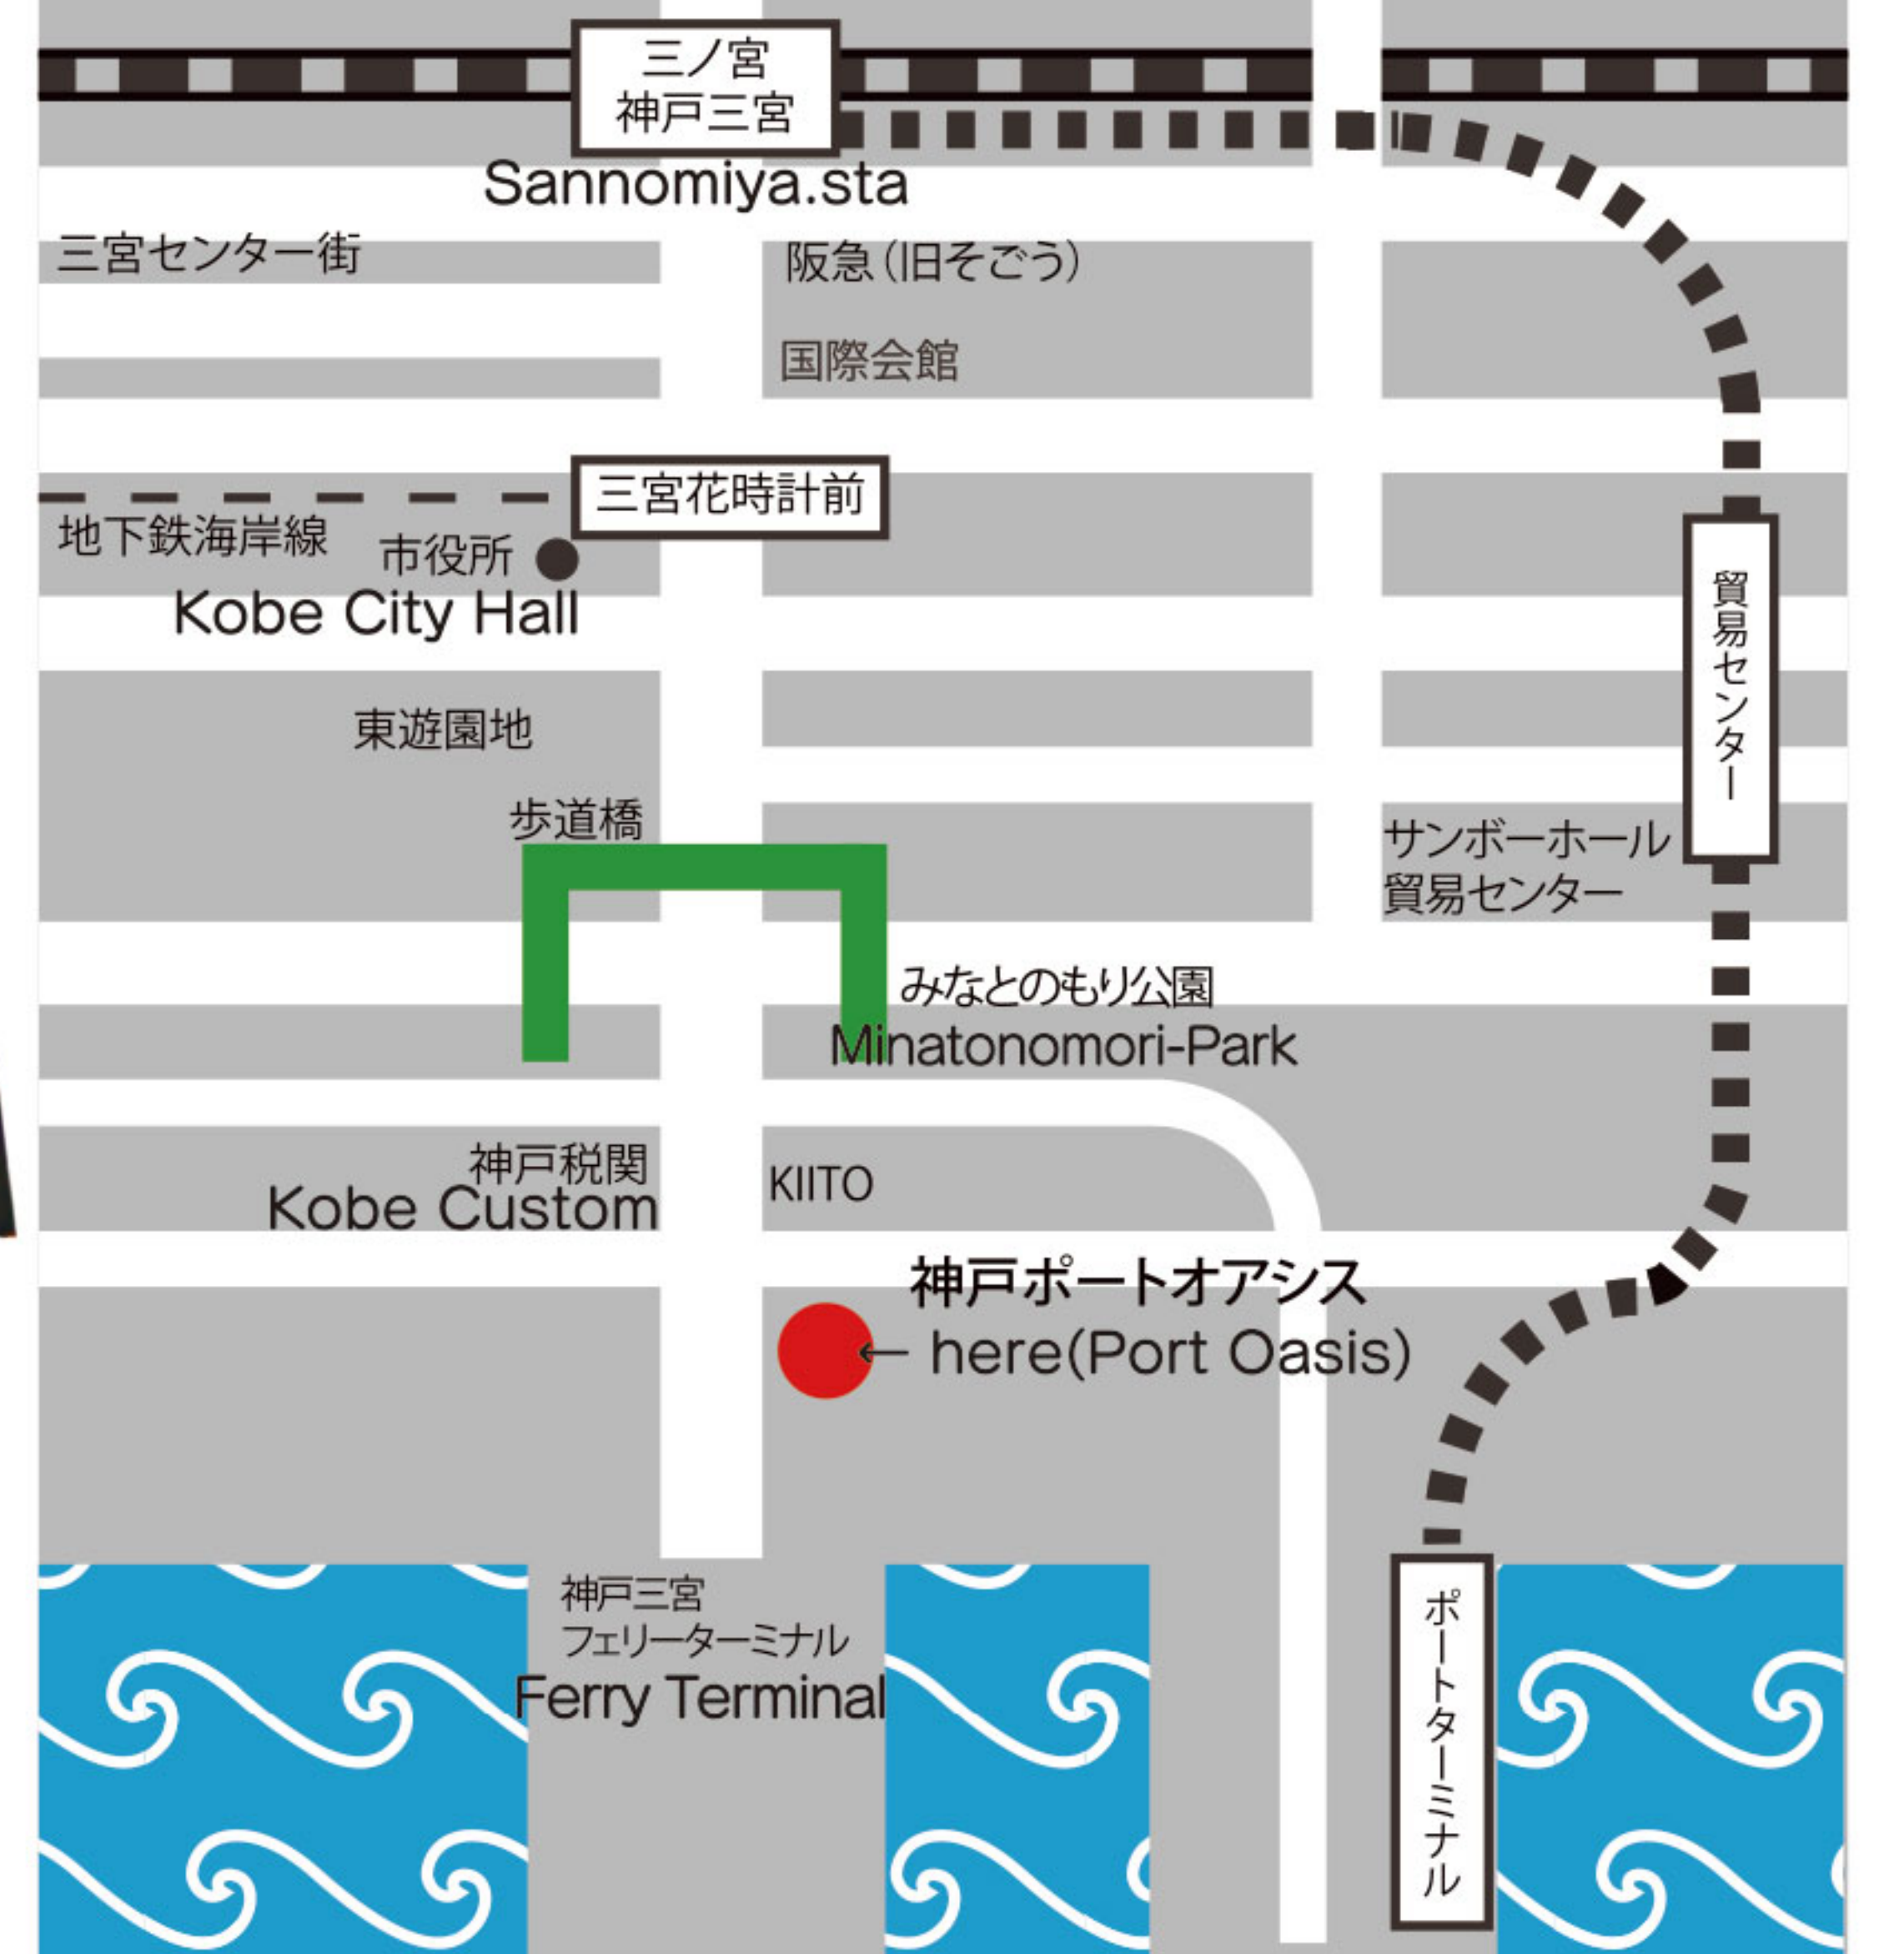 三ノ宮
神戸三宮
Sannomiya.sta
三宮センター街
阪急(旧そごう)
国際会館
三宮花時計前
地下鉄海岸線
市役所
Kobe City Hall
貿易センター
東遊園地
歩道橋
サンボーホール
貿易センター
みなとのもり公園
Minatonomori-Park
神戸税関
Kobe Custom
KIITO
神戸ポートオアシス
← here(Port Oasis)
神戸三宮
フェリーターミナル
Ferry Terminal
ポートターミナル